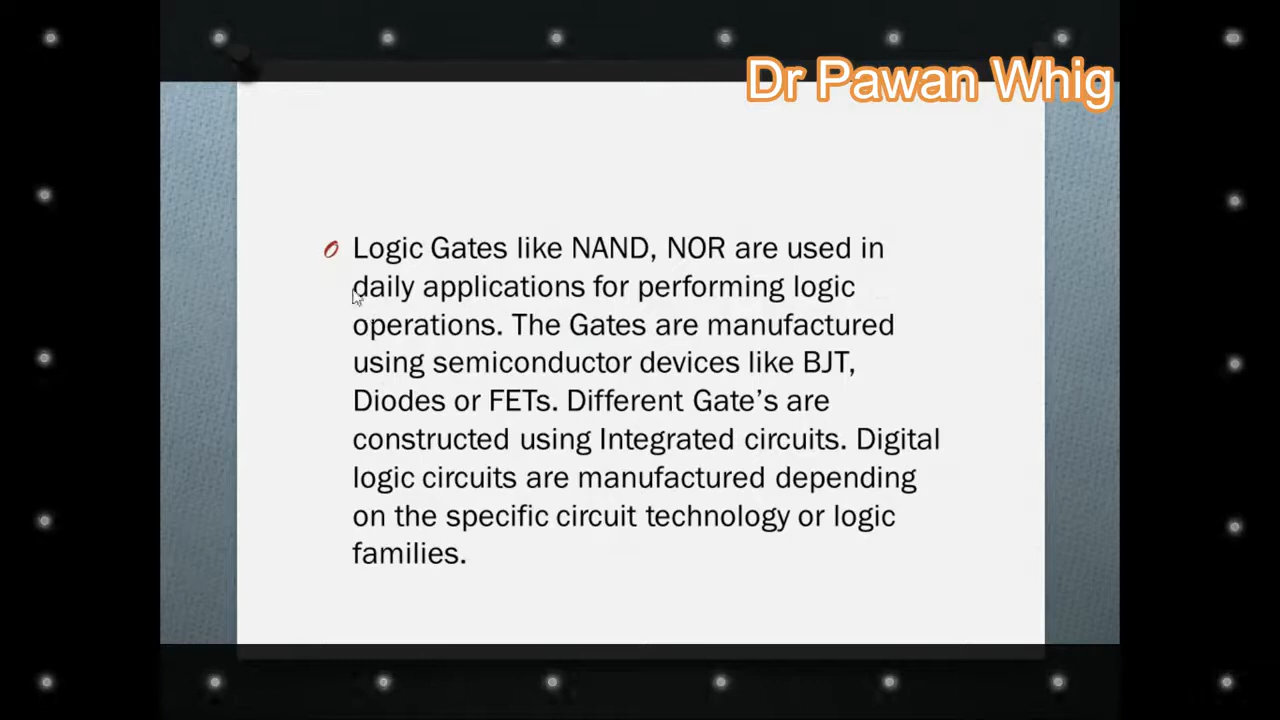 Dr Pawan Whig
Logic Gates like NAND, NOR are used in
daily applications for performing logic
operations. The Gates are manufactured
using semiconductor devices like BJT,
Diodes or FETs. Different Gate’s are
constructed using Integrated circuits. Digital
logic circuits are manufactured depending
on the specific circuit technology or logic
families.